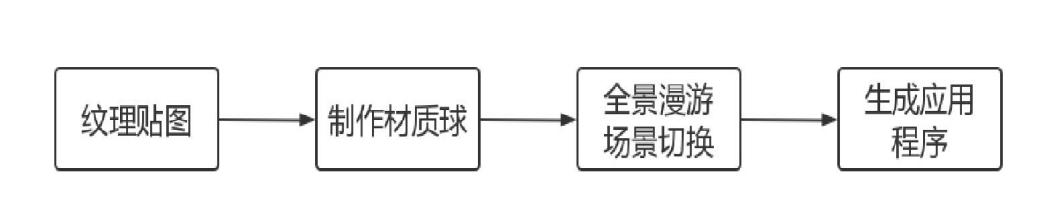 纹理贴图
制作材质球
全景漫游
场景切换
生成应用
程序